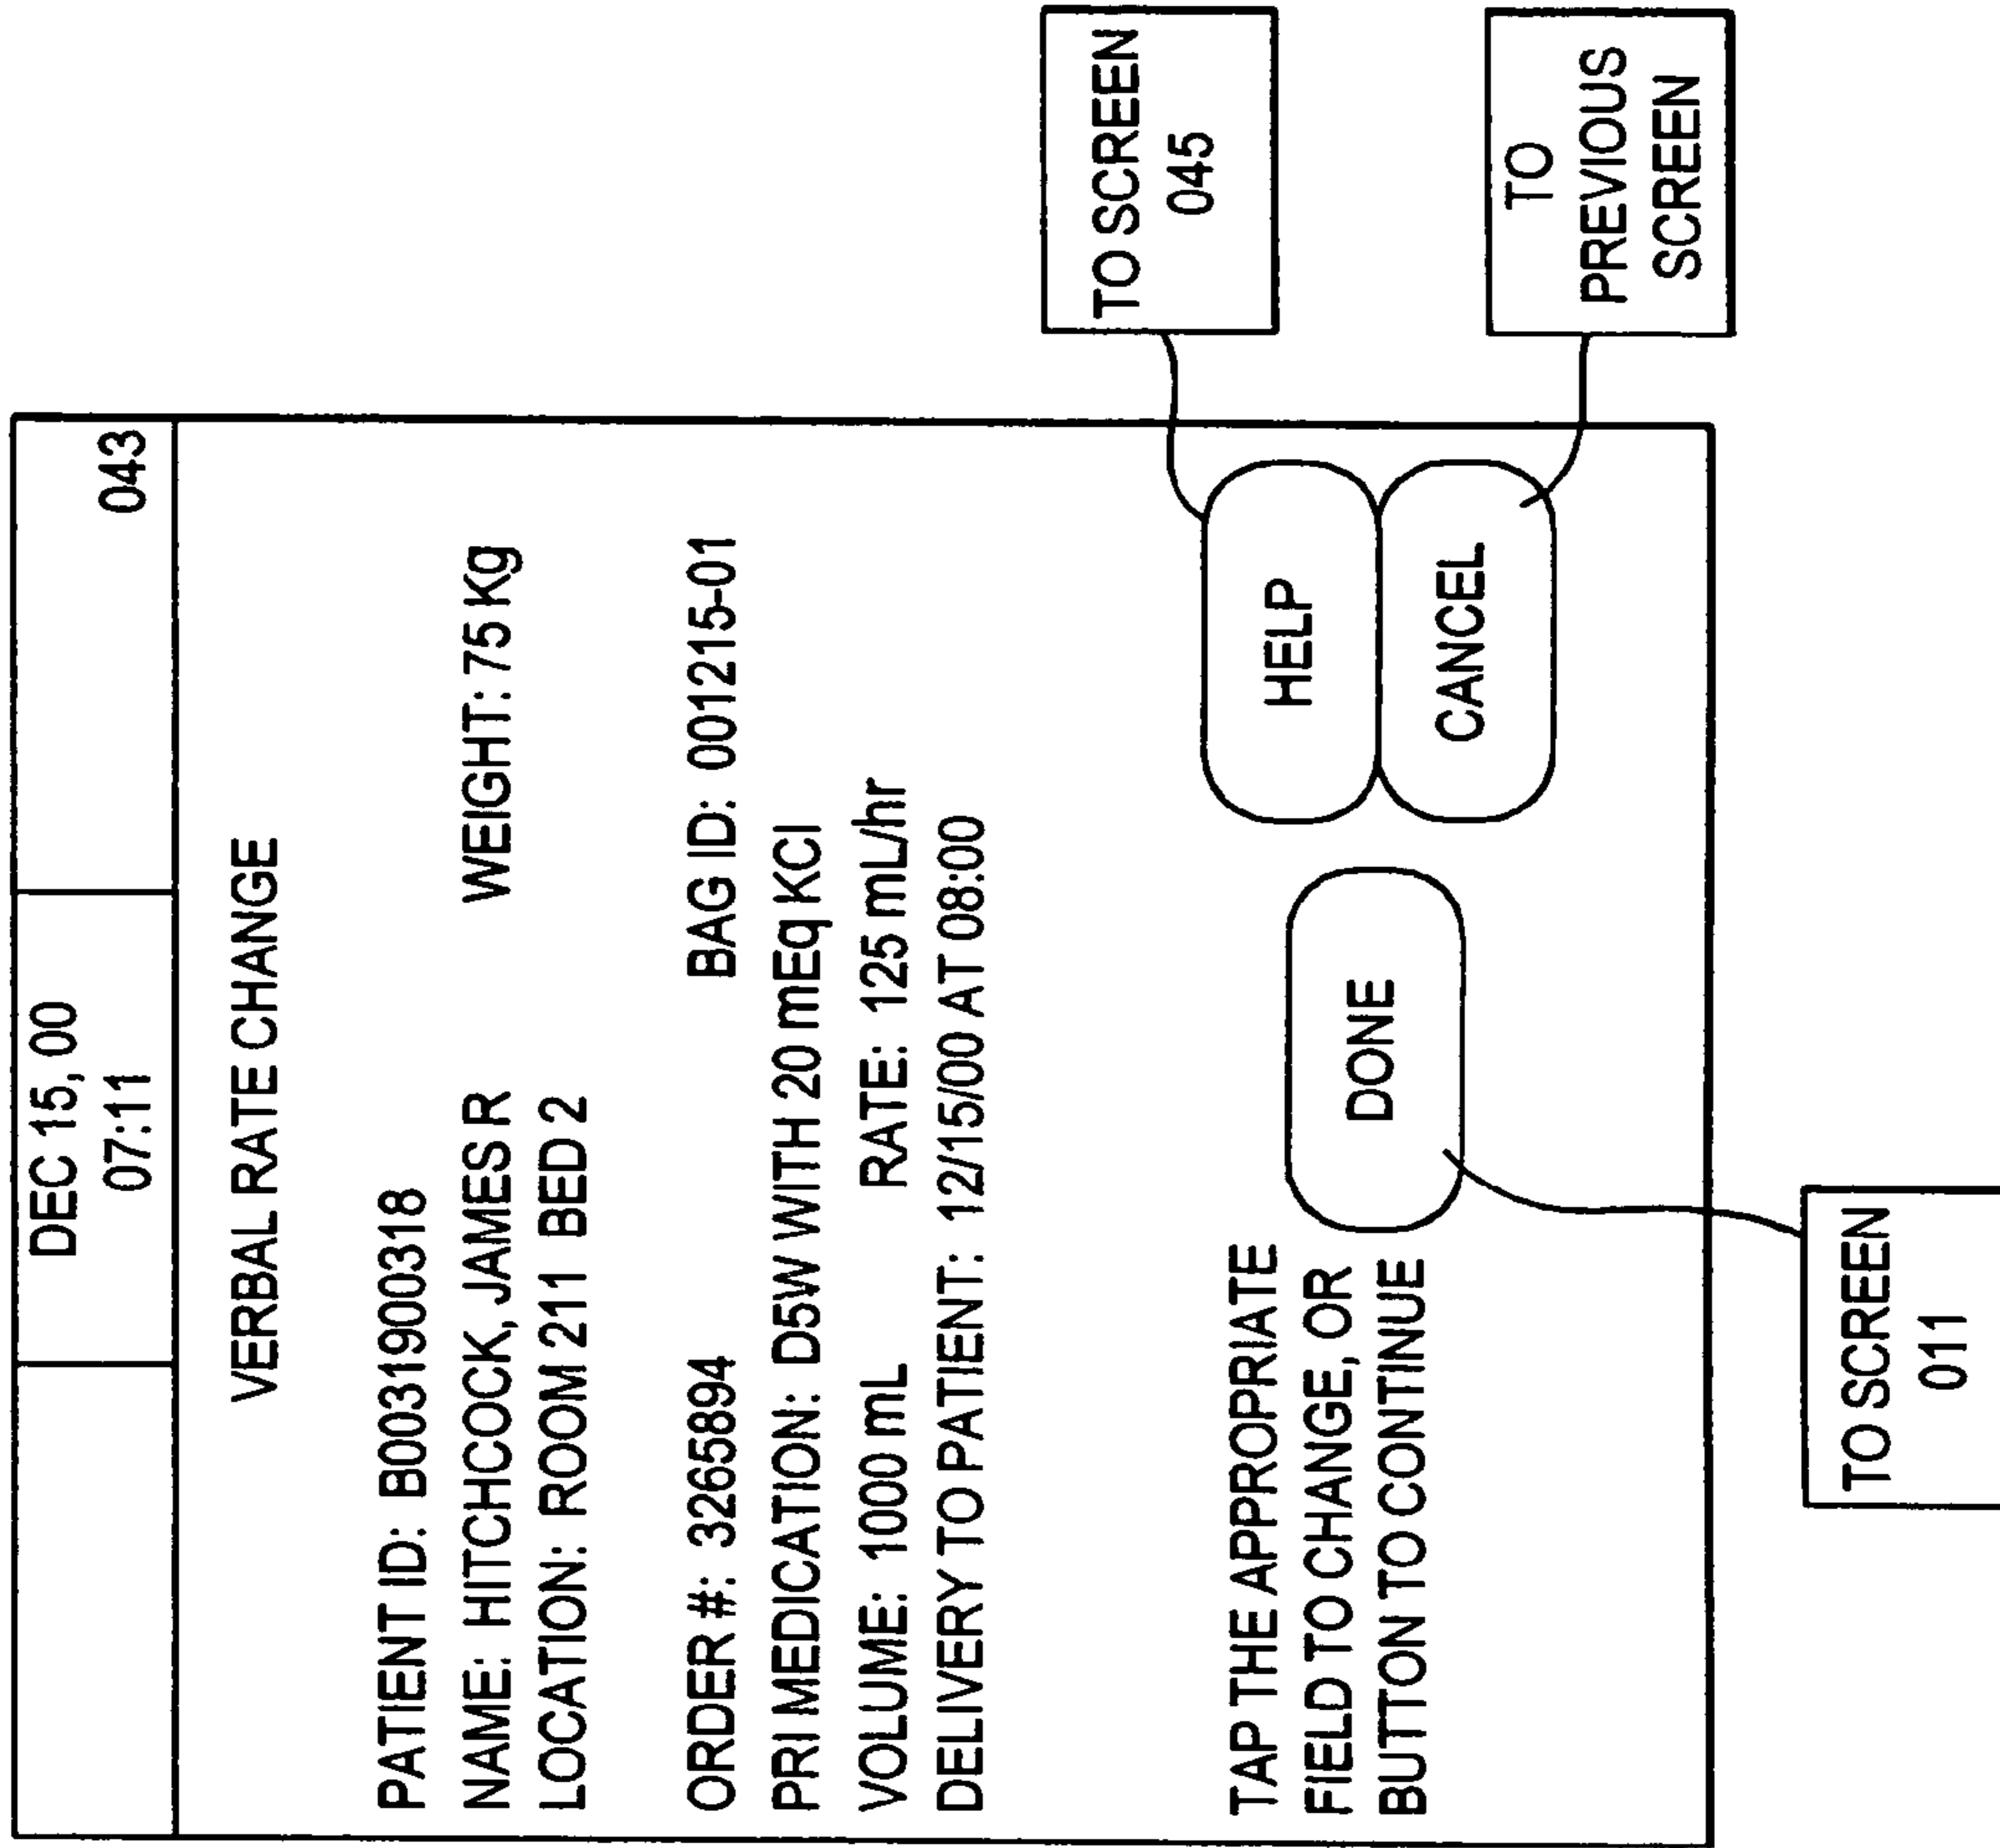 DEC 15, 00
07:11
043
VERBAL RATE CHANGE
PATIENT ID: B0031900318
NAME: HITCHCOCK, JAMES R WEIGHT: 75 Kg
LOCATION: ROOM 211 BED 2
ORDER #: 3265894 BAG ID: 001215-01
PRI MEDICATION: D5W WITH 20 mEq KCl
VOLUME: 1000 mL RATE: 125 mL/hr
DELIVERY TO PATIENT: 12/15/00 AT 08:00
TAP THE APPROPRIATE
FIELD TO CHANGE, OR
BUTTON TO CONTINUE
DONE
HELP
CANCEL
TO SCREEN
045
TO
PREVIOUS
SCREEN
TO SCREEN
011